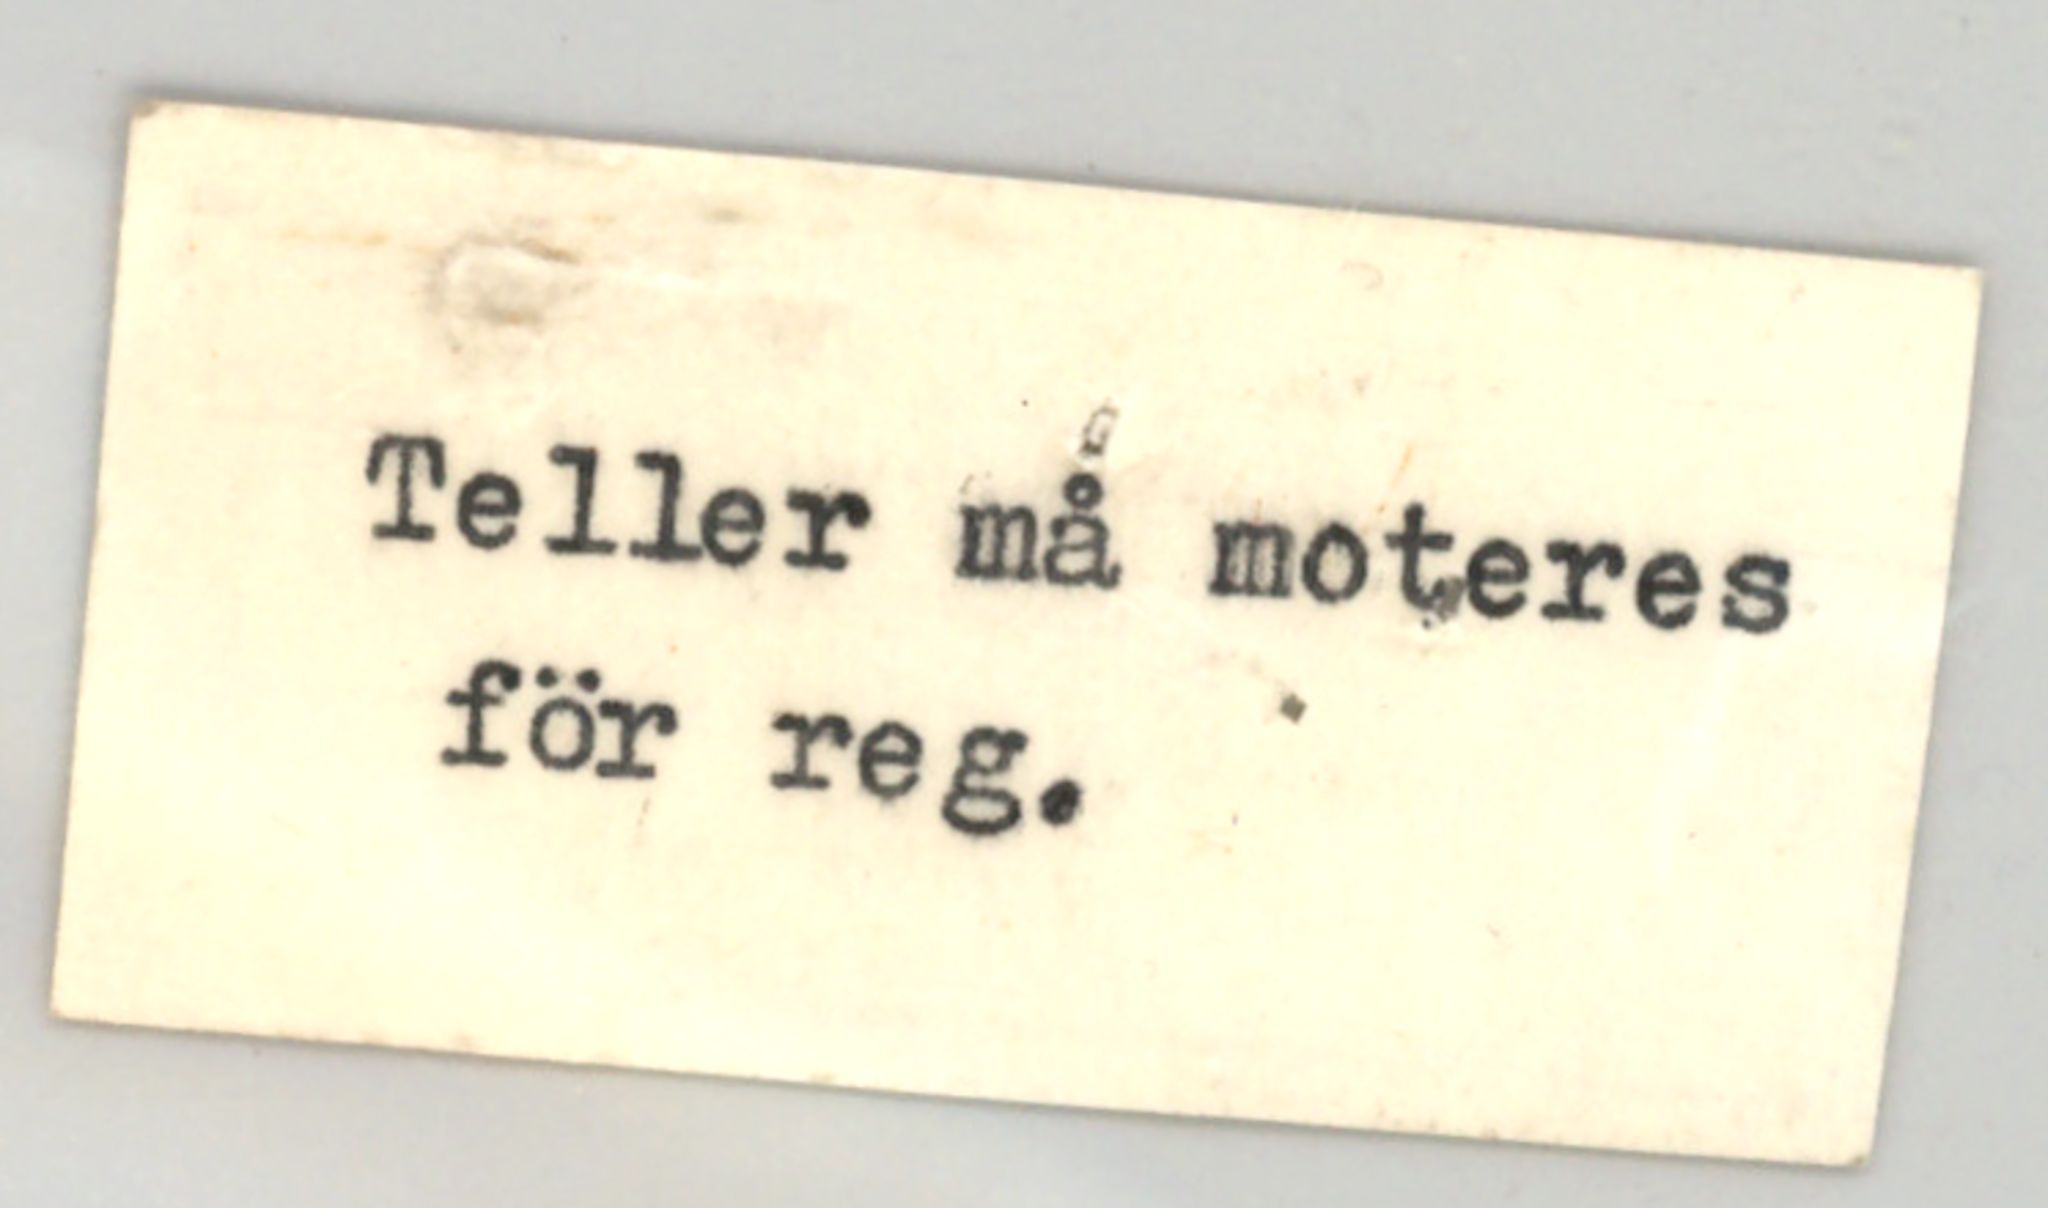 Teller må moteres
för reg.